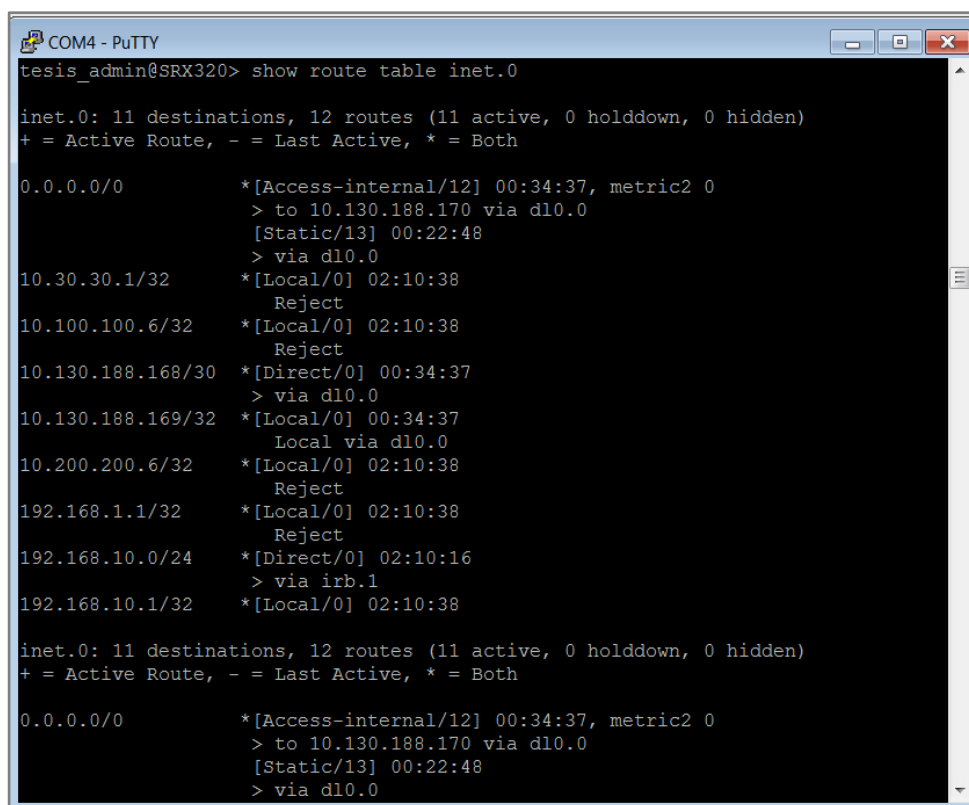 COM4 - PuTTY
tesis_admin@SRX320> show route table inet.0
inet.0: 11 destinations, 12 routes (11 active, 0 holddown, 0 hidden)
+ = Active Route, - = Last Active, * = Both
0.0.0.0/0 *[Access-internal/12] 00:34:37, metric2 0
> to 10.130.188.170 via dl0.0
[Static/13] 00:22:48
> via dl0.0
10.30.30.1/32 *[Local/0] 02:10:38
Reject
10.100.100.6/32 *[Local/0] 02:10:38
Reject
10.130.188.168/30 *[Direct/0] 00:34:37
> via dl0.0
10.130.188.169/32 *[Local/0] 00:34:37
Local via dl0.0
10.200.200.6/32 *[Local/0] 02:10:38
Reject
192.168.1.1/32 *[Local/0] 02:10:38
Reject
192.168.10.0/24 *[Direct/0] 02:10:16
> via irb.1
192.168.10.1/32 *[Local/0] 02:10:38
inet.0: 11 destinations, 12 routes (11 active, 0 holddown, 0 hidden)
+ = Active Route, - = Last Active, * = Both
0.0.0.0/0 *[Access-internal/12] 00:34:37, metric2 0
> to 10.130.188.170 via dl0.0
[Static/13] 00:22:48
> via dl0.0